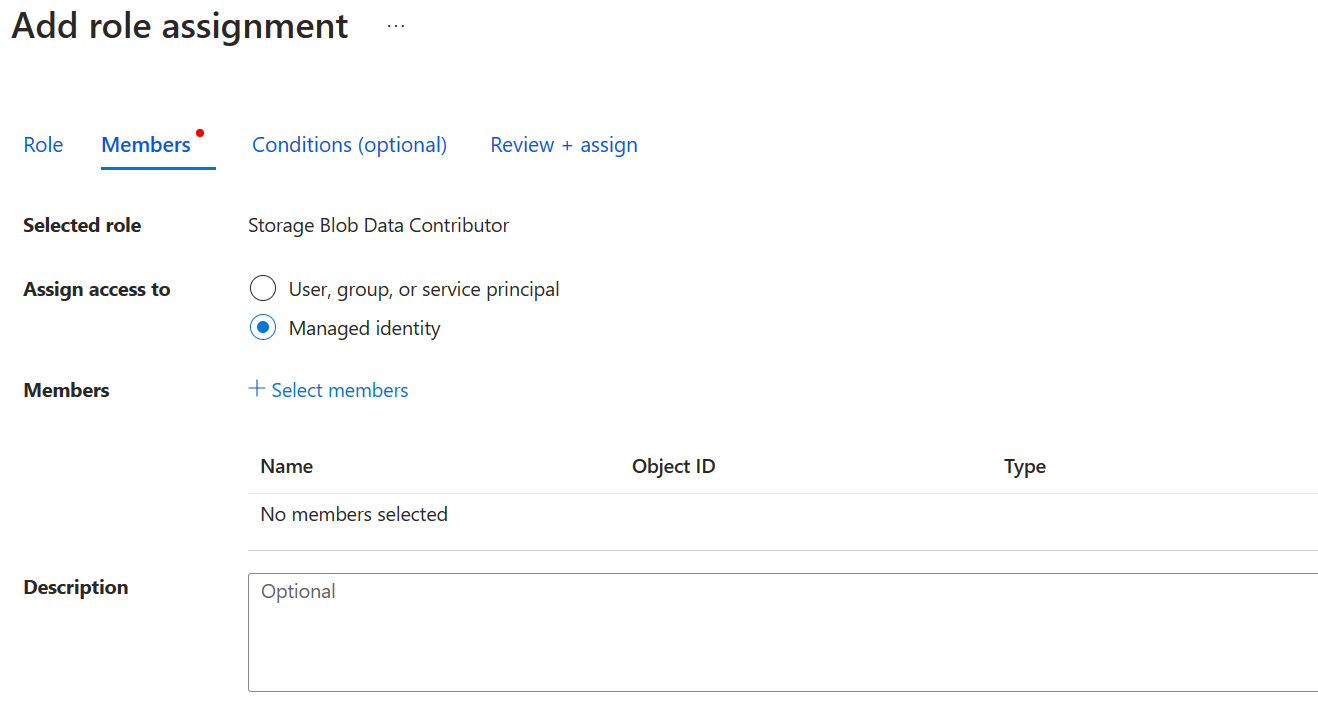 Add role assignment ...
Role Members Conditions (optional) Review + assign
Selected role Storage Blob Data Contributor
Assign access to User, group, or service principal
Managed identity
Members + Select members
Name Object ID Type
No members selected
Description Optional